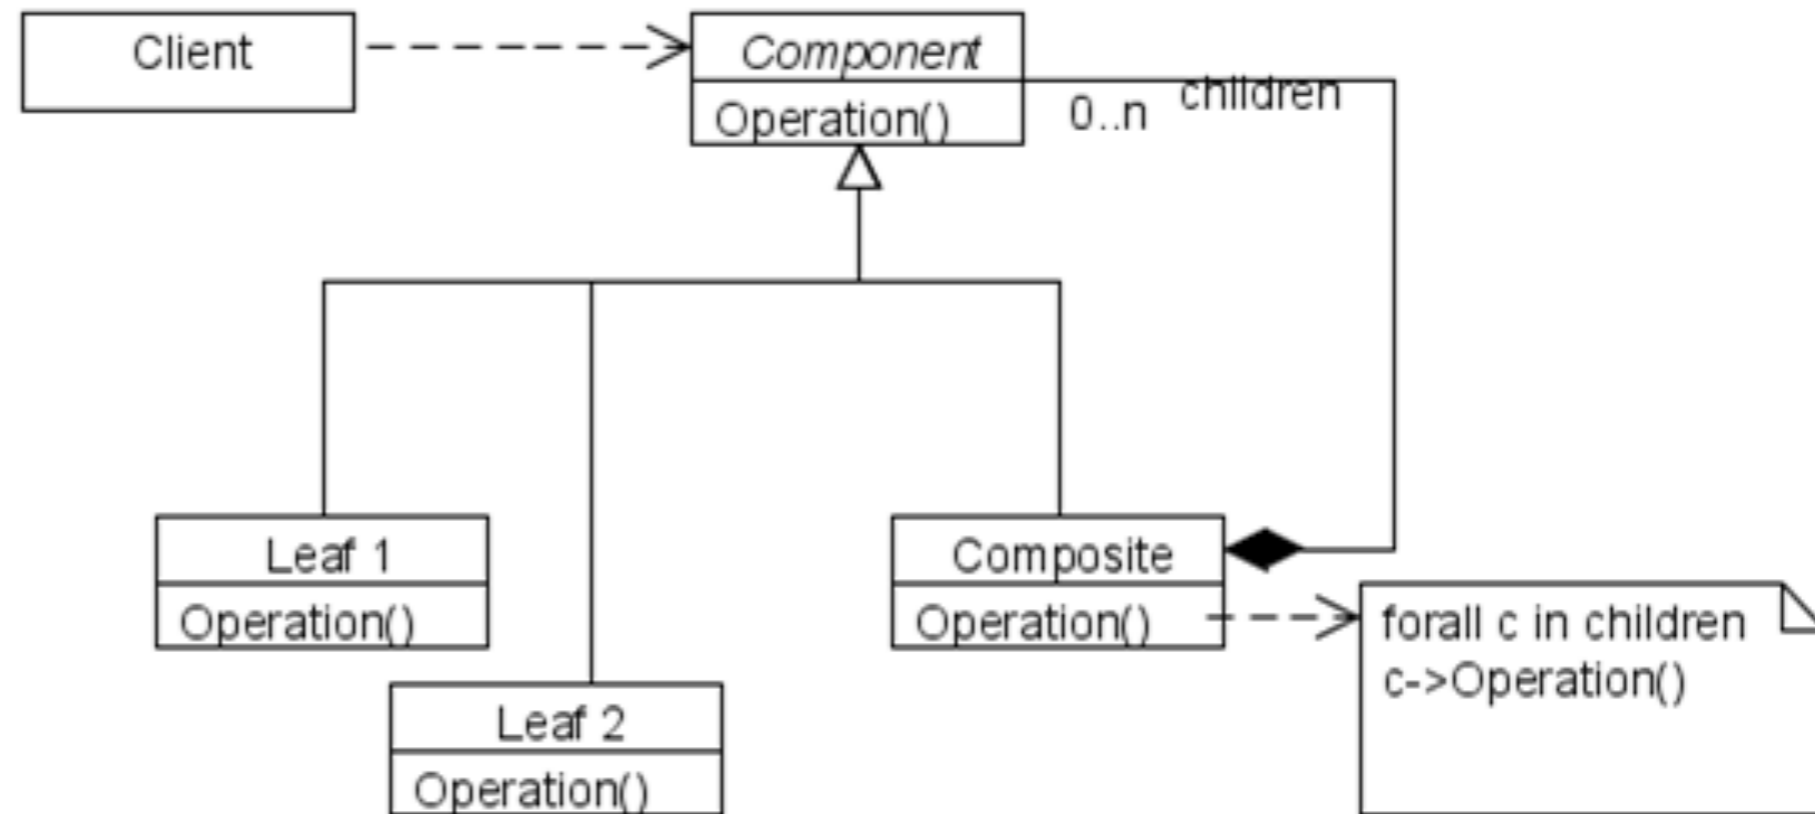 Client
Component
Operation()
0..n
children
Leaf 1
Operation()
Leaf 2
Operation()
Composite
Operation()
forall c in children
c->Operation()